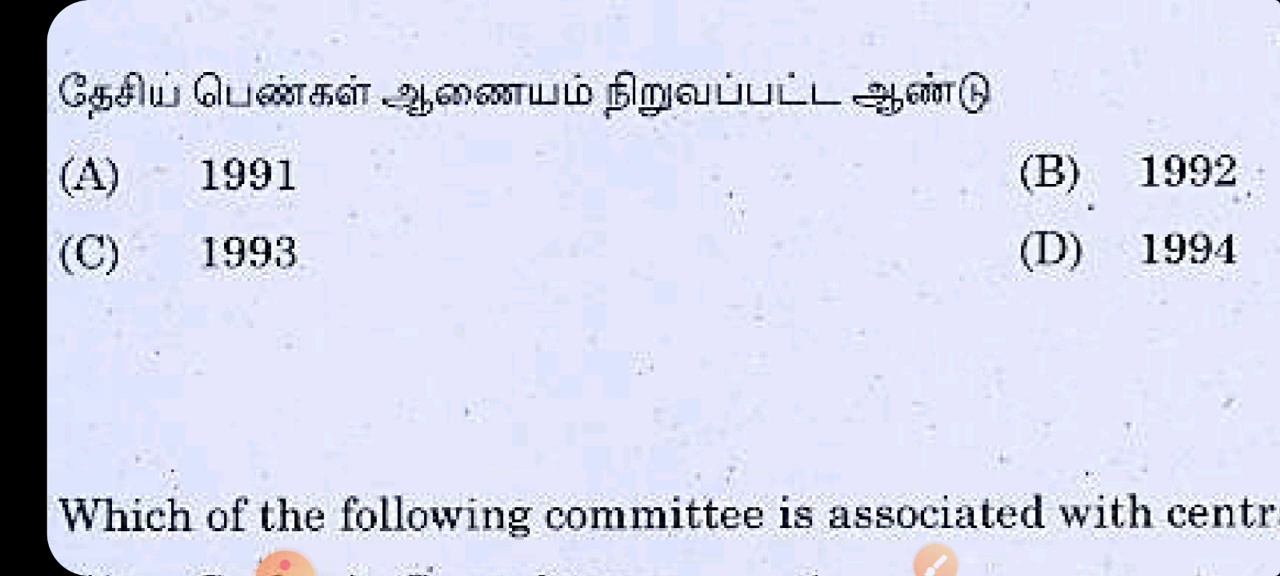 தேசிய பெண்கள் ஆணையம் நிறுவப்பட்ட ஆண்டு
(A) 1991 (B) 1992
(C) 1993 (D) 1994
Which of the following committee is associated with centr